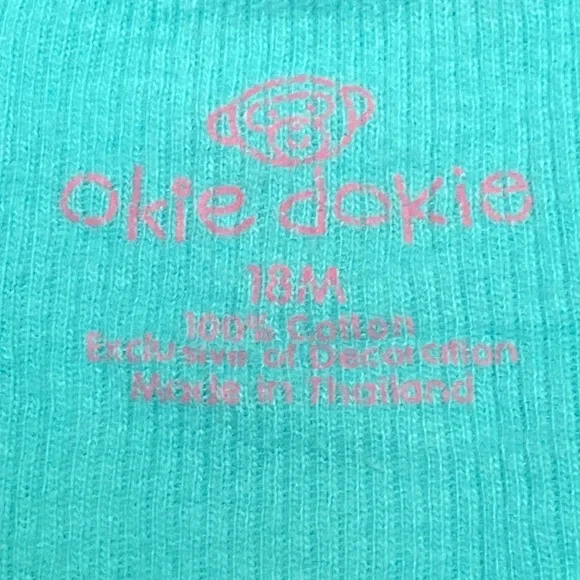 okie dokie
18M
100% Cotton
Exclusive of Decoration
Made in Thailand